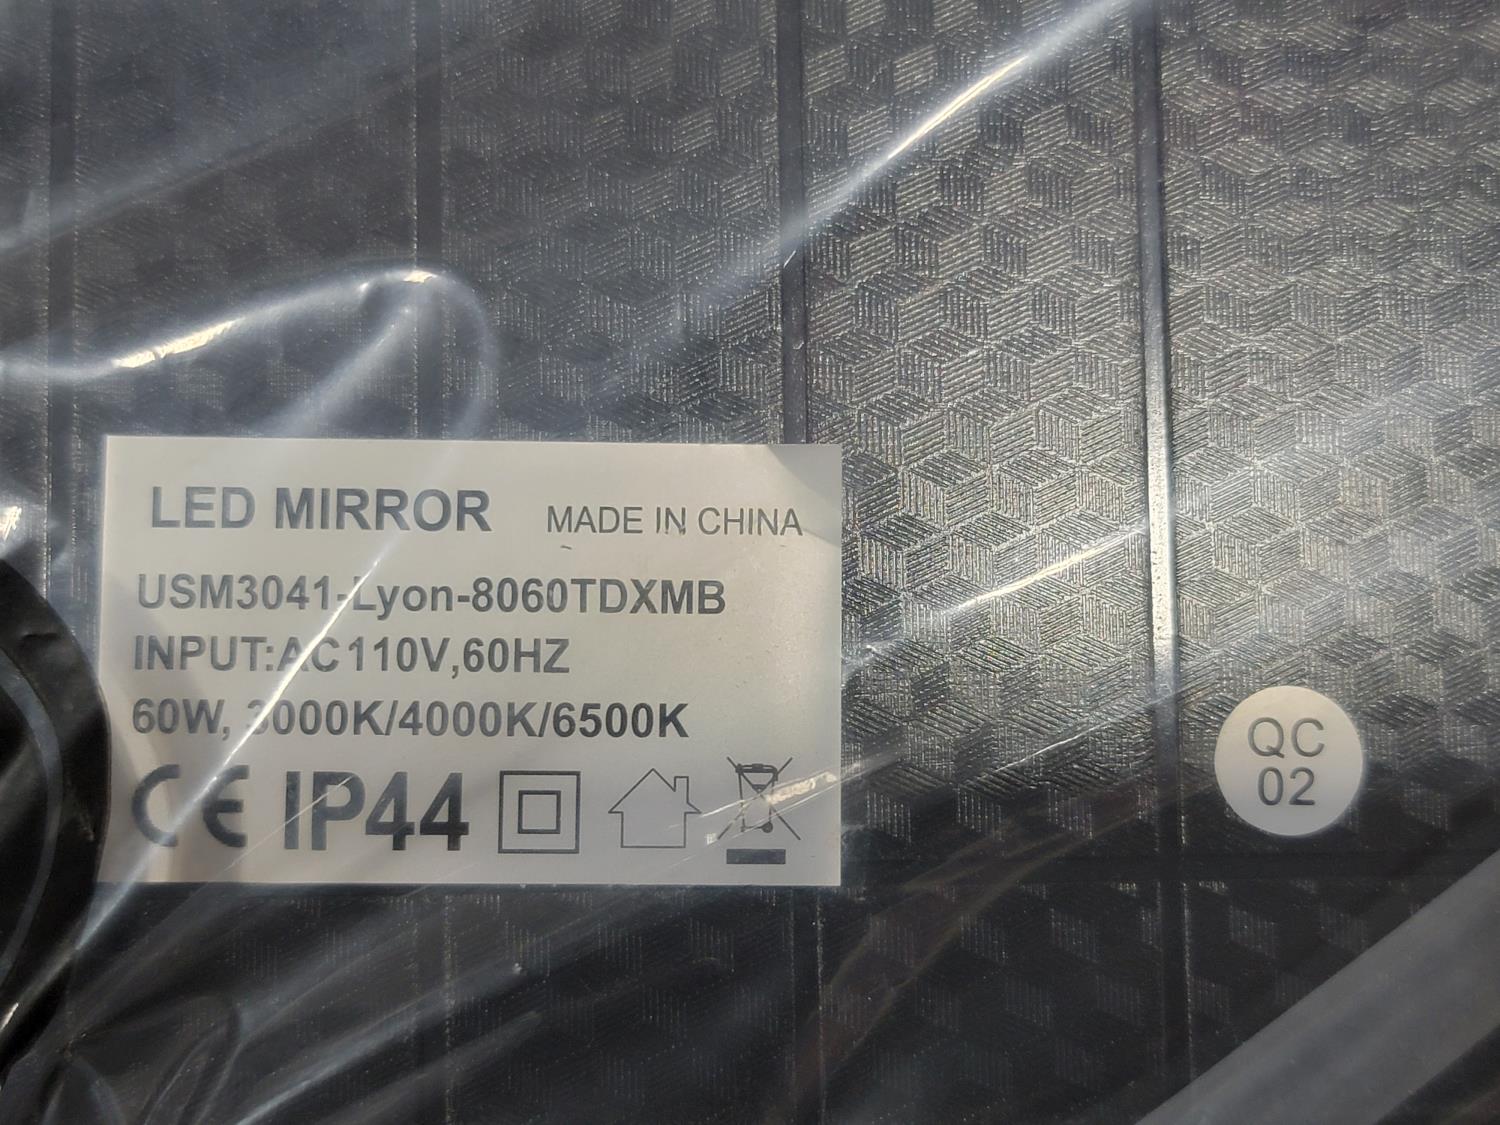 LED MIRROR MADE IN CHINA
USM3041-Lyon-8060TDXMB
INPUT:AC110V,60HZ
60W, 3000K/4000K/6500K
CE IP44
QC
02